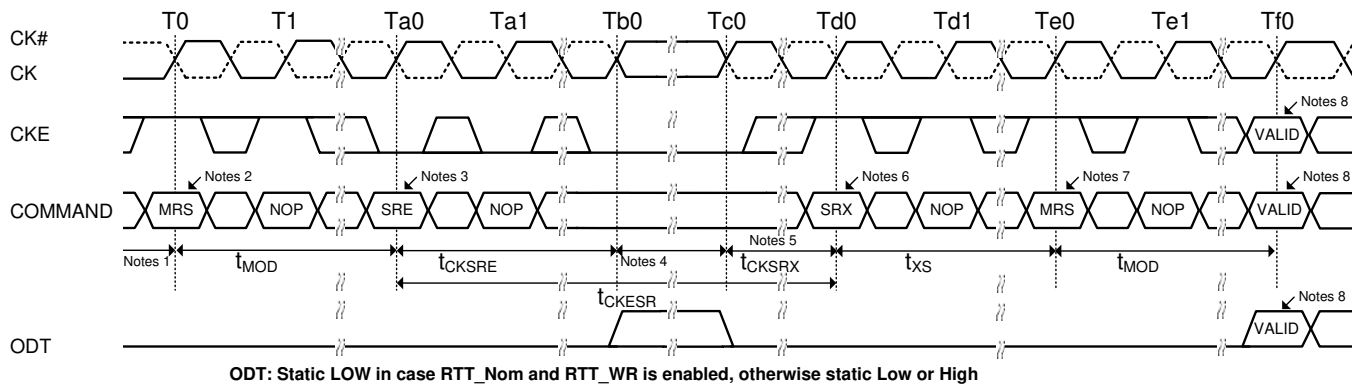 T0 T1 Ta0 Ta1 Tb0 Tc0 Td0 Td1 Te0 Te1 Tf0
CK#
CK
Notes 8
CKE VALID
Notes 2 Notes 3 Notes 6 Notes 7 Notes 8
COMMAND MRS NOP SRE NOP SRX NOP MRS NOP VALID
Notes 1 tMOD tCKSRE Notes 4 Notes 5 tCKSRX tXS tMOD
tCKESR
Notes 8
VALID
ODT
ODT: Static LOW in case RTT_Nom and RTT_WR is enabled, otherwise static Low or High